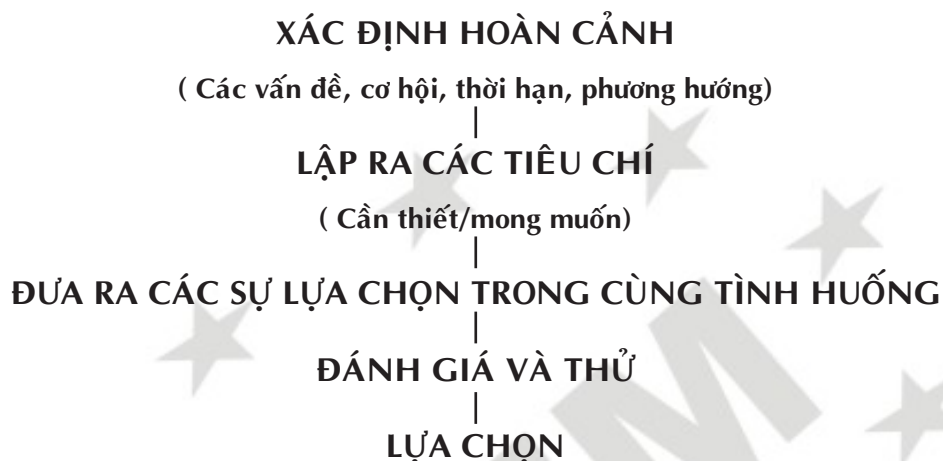 XÁC ĐỊNH HOÀN CẢNH
( Các vấn đề, cơ hội, thời hạn, phương hướng)
LẬP RA CÁC TIÊU CHÍ
( Cần thiết/mong muốn)
ĐƯA RA CÁC SỰ LỰA CHỌN TRONG CÙNG TÌNH HUỐNG
ĐÁNH GIÁ VÀ THỬ
LỰA CHỌN